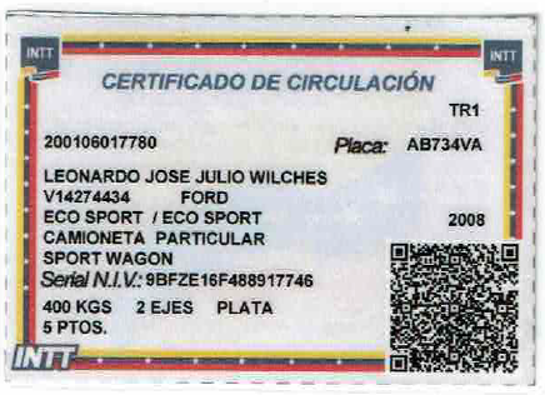 INTT
INTT
CERTIFICADO DE CIRCULACIÓN
TR1
200106017780 Placa: AB734VA
LEONARDO JOSE JULIO WILCHES
V14274434 FORD
ECO SPORT / ECO SPORT 2008
CAMIONETA PARTICULAR
SPORT WAGON
Serial N.I.V.: 9BFZE16F488917746
400 KGS 2 EJES PLATA
5 PTOS.
INTT